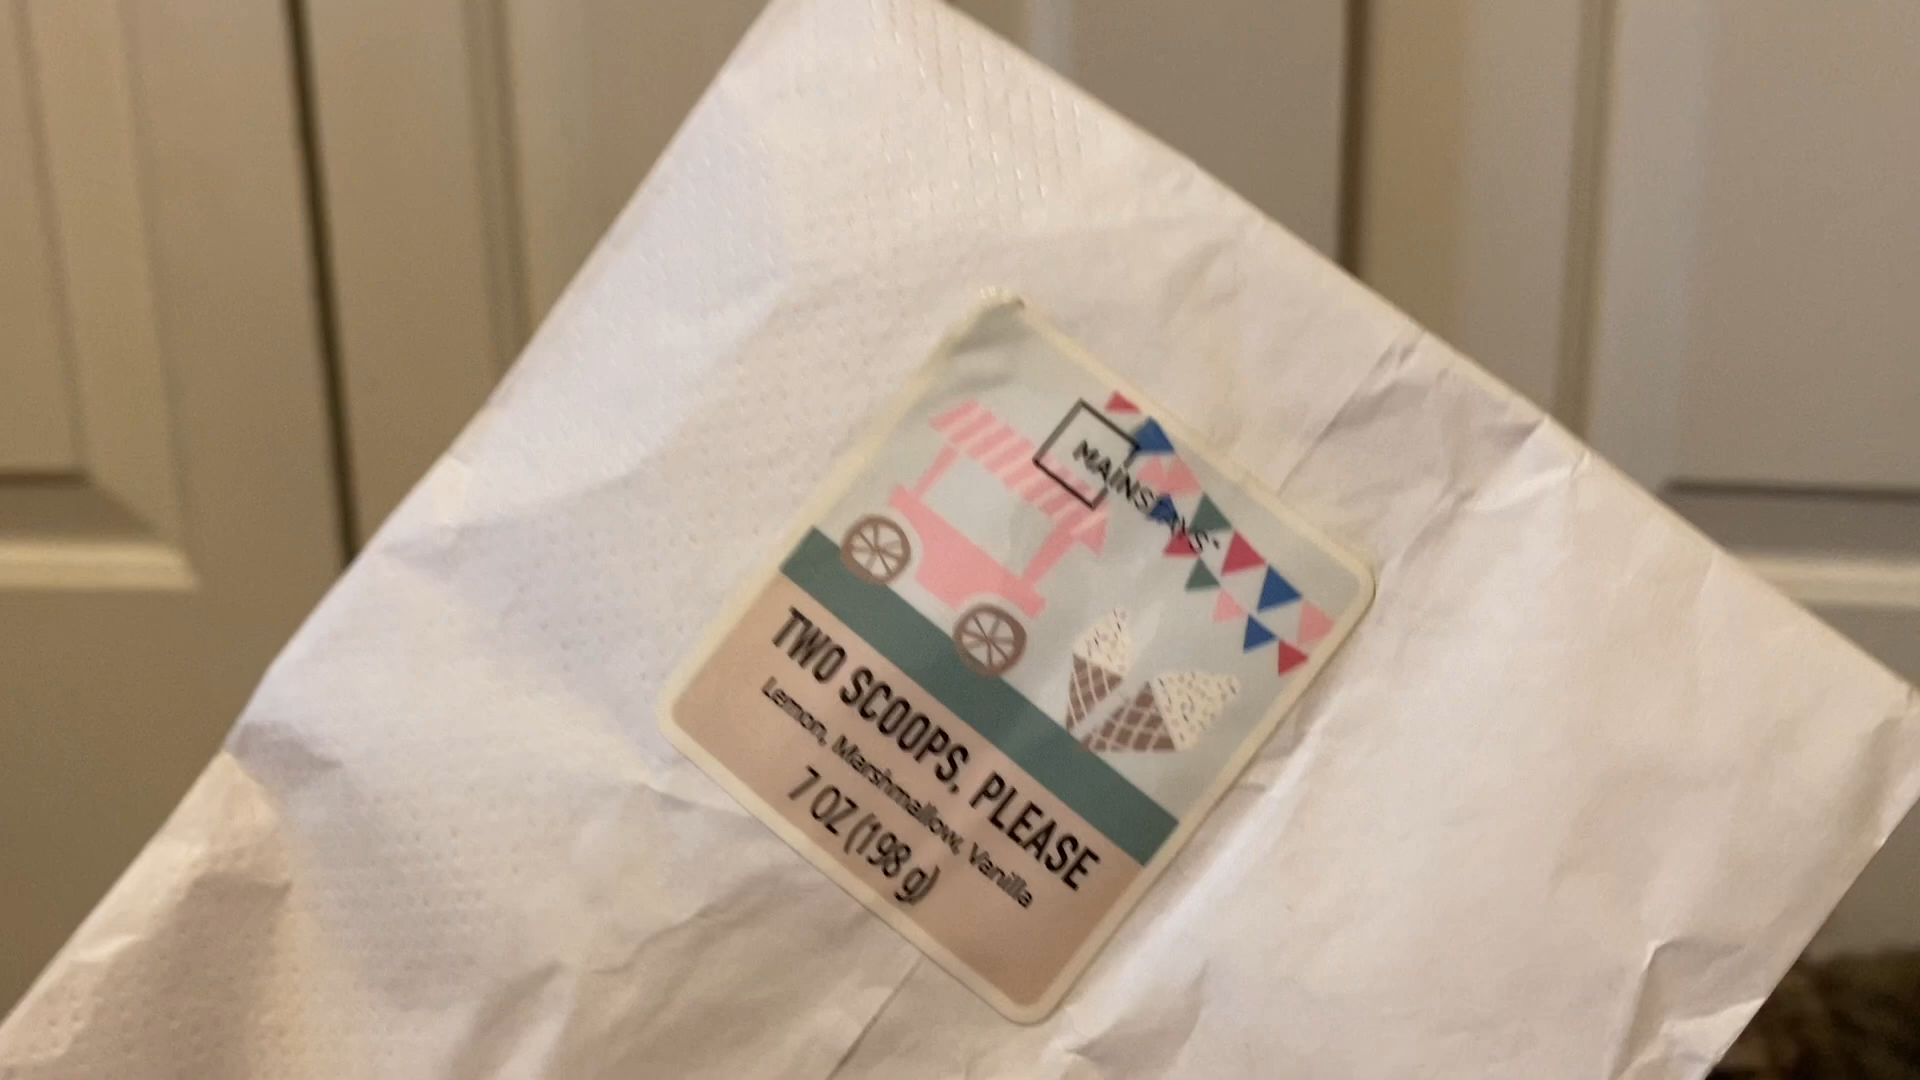 MAINSTAYS®
TWO SCOOPS, PLEASE
Lemon, Marshmallow, Vanilla
7 OZ (198 g)